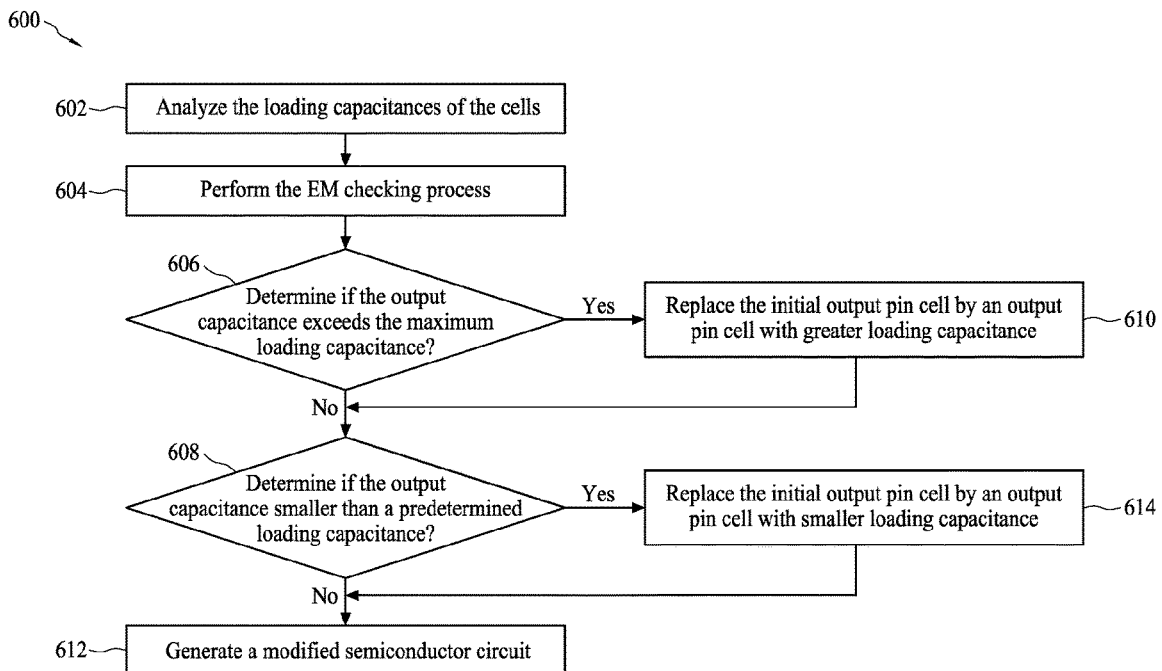 600
602
Analyze the loading capacitances of the cells
604
Perform the EM checking process
606
Determine if the output
capacitance exceeds the maximum
loading capacitance?
Yes
Replace the initial output pin cell by an output
pin cell with greater loading capacitance
610
No
608
Determine if the output
capacitance smaller than a predetermined
loading capacitance?
Yes
Replace the initial output pin cell by an output
pin cell with smaller loading capacitance
614
No
612
Generate a modified semiconductor circuit